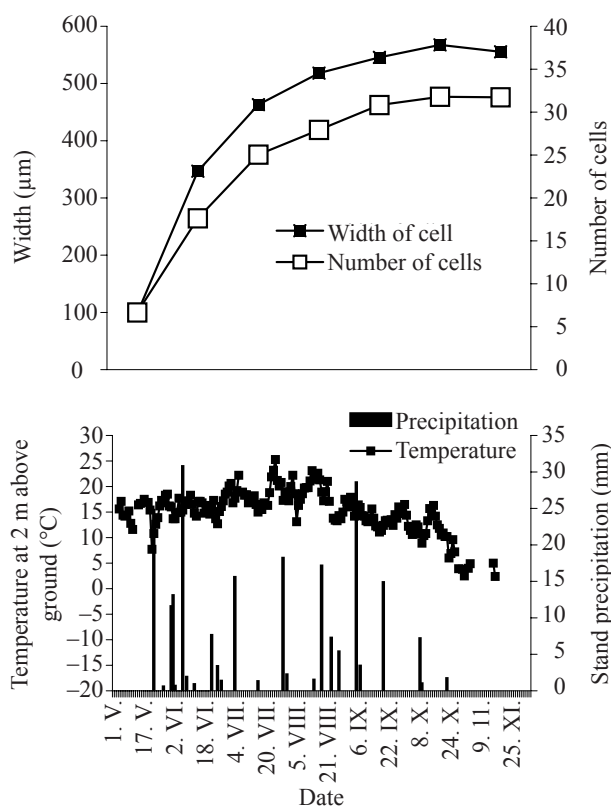 600
500
400
300
200
100
0
Width (µm)
40
35
30
25
20
15
10
5
0
Number of cells
Width of cell
Number of cells
30
25
20
15
10
5
0
–5
–10
–15
–20
Temperature at 2 m above
ground (°C)
Precipitation
Temperature
35
30
25
20
15
10
5
0
Stand precipitation (mm)
1. V.
17. V.
2. VI.
18. VI.
4. VII.
20. VII.
5. VIII.
21. VIII.
6. IX.
22. IX.
8. X.
24. X.
9. 11.
25. XI.
Date